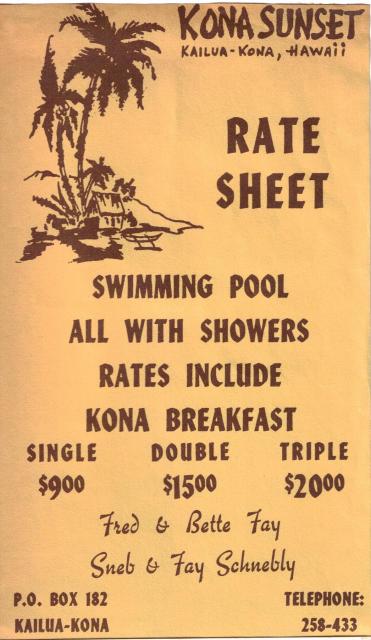 KONA SUNSET
KAILUA-KONA, HAWAii
RATE
SHEET
SWIMMING POOL
ALL WITH SHOWERS
RATES INCLUDE
KONA BREAKFAST
SINGLE DOUBLE TRIPLE
$900 $1500 $2000
Fred & Bette Fay
Sneb & Fay Schnebly
P.O. BOX 182 TELEPHONE:
KAILUA-KONA 258-433